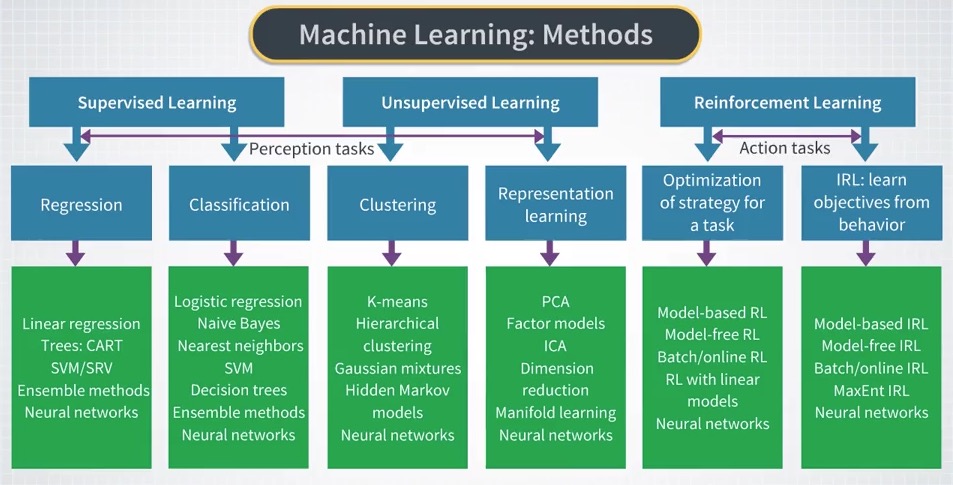 Machine Learning: Methods
Supervised Learning
Unsupervised Learning
Reinforcement Learning
Perception tasks
Action tasks
Regression
Classification
Clustering
Representation
learning
Optimization
of strategy for
a task
IRL: learn
objectives from
behavior
Linear regression
Trees: CART
SVM/SRV
Ensemble methods
Neural networks
Logistic regression
Naive Bayes
Nearest neighbors
SVM
Decision trees
Ensemble methods
Neural networks
K-means
Hierarchical
clustering
Gaussian mixtures
Hidden Markov
models
Neural networks
PCA
Factor models
ICA
Dimension
reduction
Manifold learning
Neural networks
Model-based RL
Model-free RL
Batch/online RL
RL with linear
models
Neural networks
Model-based IRL
Model-free IRL
Batch/online IRL
MaxEnt IRL
Neural networks